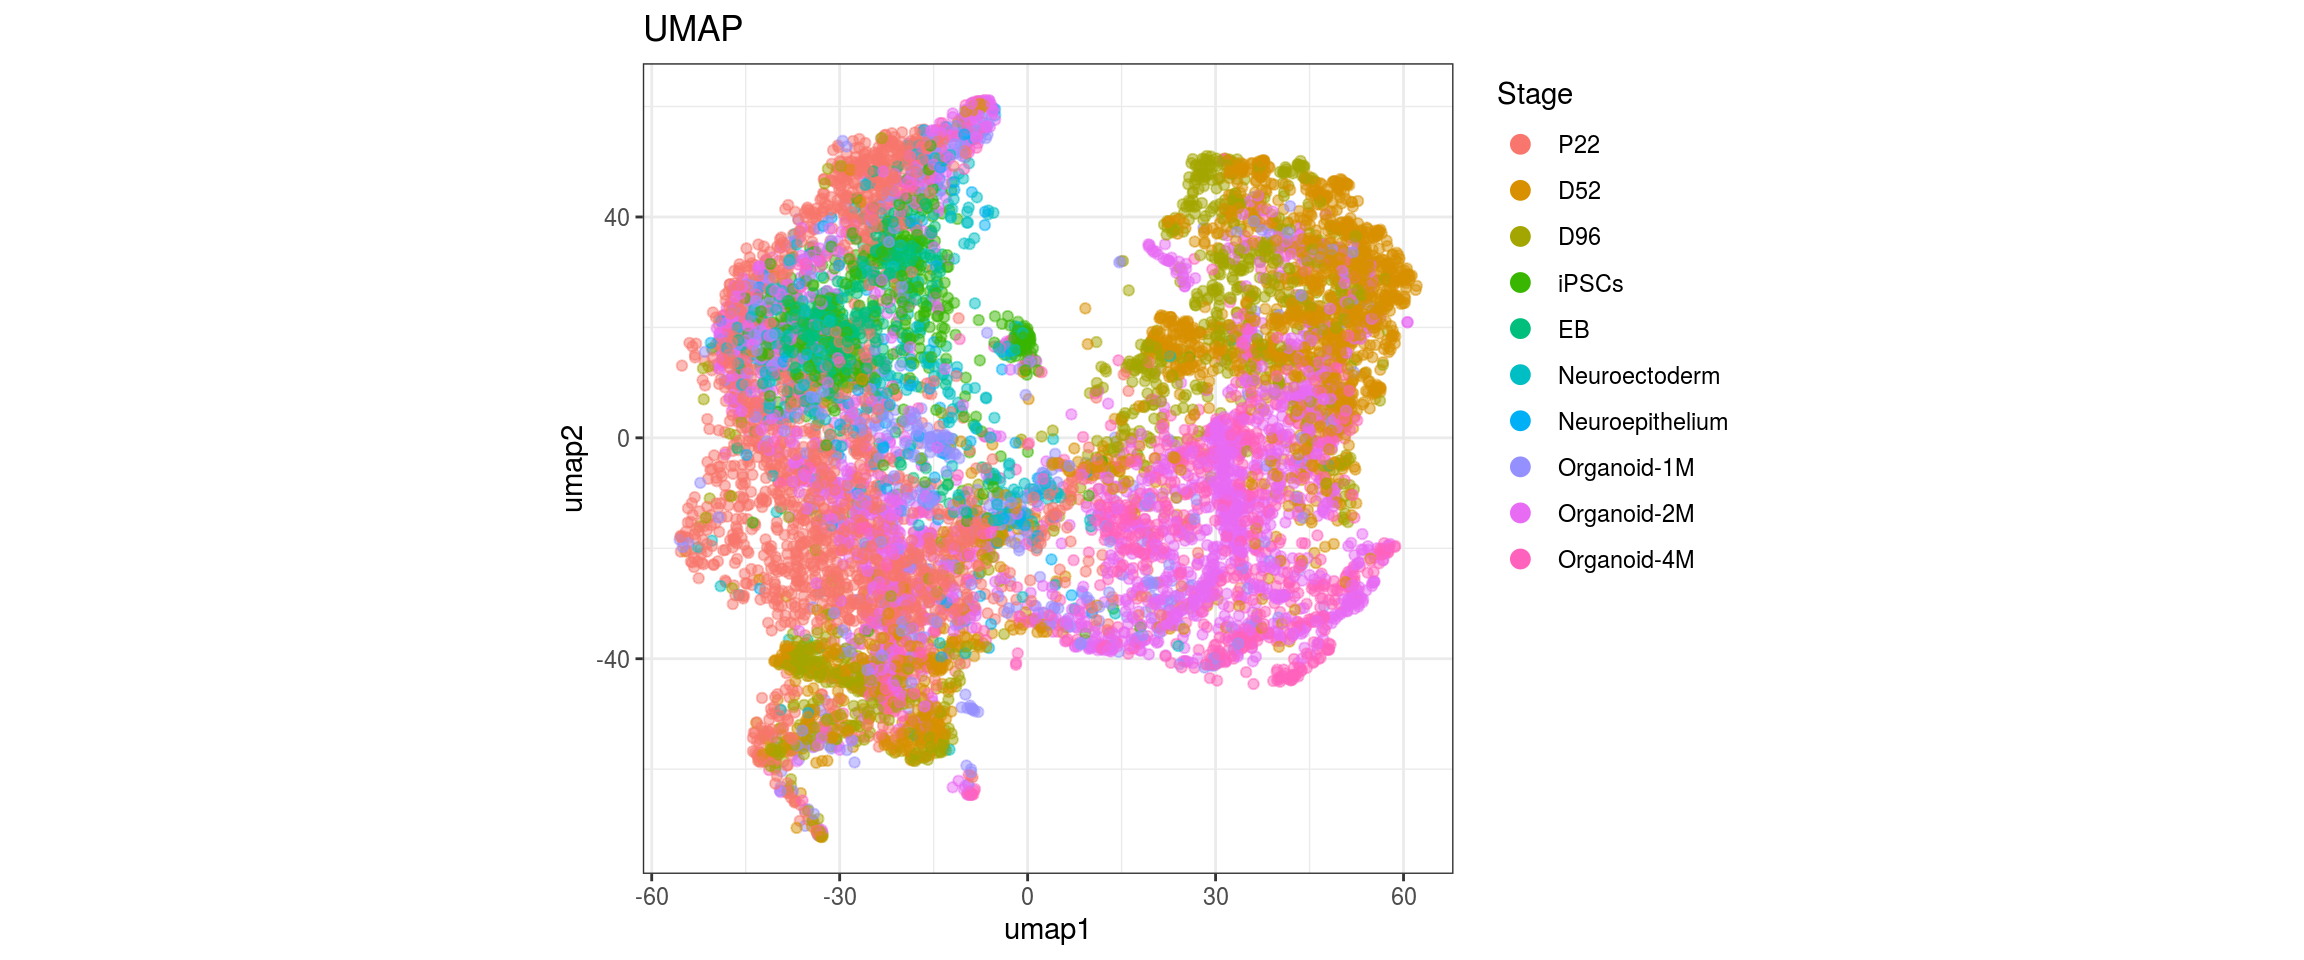 UMAP
Stage
P22
D52
D96
iPSCs
EB
Neuroectoderm
Neuroepithelium
Organoid-1M
Organoid-2M
Organoid-4M
umap2
40
0
-40
-60
-30
0
30
60
umap1